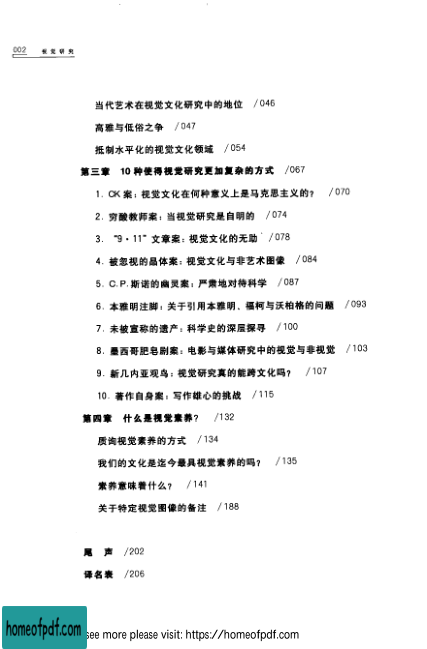 002 视觉研究
当代艺术在视觉文化研究中的地位 /046
高雅与低俗之争 /047
抵制水平化的视觉文化领域 /054
第三章 10种使得视觉研究更加复杂的方式 /067
1. CK案：视觉文化在何种意义上是马克思主义的？ /070
2. 穷酸教师案：当视觉研究是自明的 /074
3. “9·11”文章案：视觉文化的无助 /078
4. 被忽视的晶体案：视觉文化与非艺术图像 /084
5. C.P.斯诺的幽灵案：严肃地对待科学 /087
6. 本雅明注脚：关于引用本雅明、福柯与沃柏格的问题 /093
7. 未被宣称的遗产：科学史的深层探寻 /100
8. 墨西哥肥皂剧案：电影与媒体研究中的视觉与非视觉 /103
9. 新几内亚观鸟：视觉研究真的能跨文化吗？ /107
10. 著作自身案：写作雄心的挑战 /115
第四章 什么是视觉素养？ /132
质询视觉素养的方式 /134
我们的文化是迄今最具视觉素养的吗？ /135
素养意味着什么？ /141
关于特定视觉图像的备注 /188
尾 声 /202
译名表 /206
homeofpdf.com see more please visit: https://homeofpdf.com